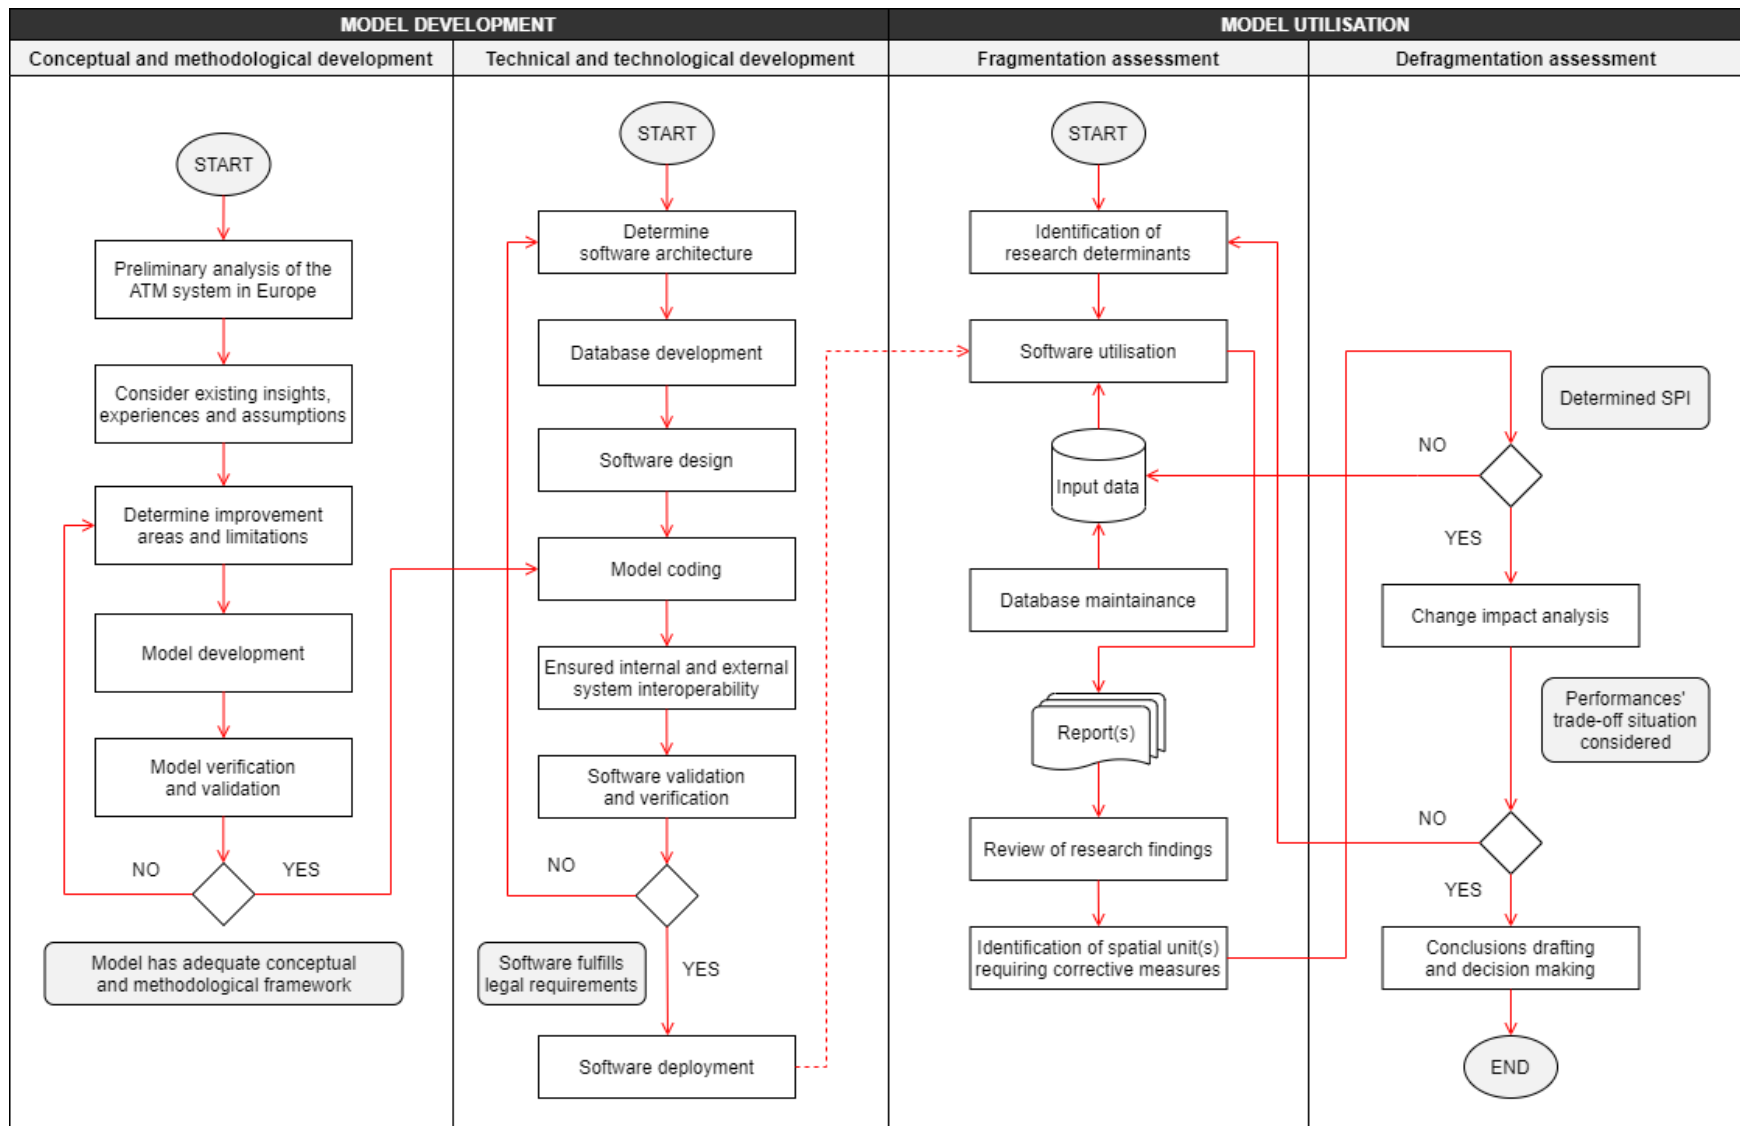 MODEL DEVELOPMENT
MODEL UTILISATION
Conceptual and methodological development
Technical and technological development
Fragmentation assessment
Defragmentation assessment
START
Preliminary analysis of the
ATM system in Europe
Consider existing insights,
experiences and assumptions
Determine improvement
areas and limitations
Model development
Model verification
and validation
NO
YES
Model has adequate conceptual
and methodological framework
START
Determine
software architecture
Database development
Software design
Model coding
Ensured internal and external
system interoperability
Software validation
and verification
NO
Software fulfills
legal requirements
YES
Software deployment
START
Identification of
research determinants
Software utilisation
Input data
Database maintainance
Report(s)
Review of research findings
Identification of spatial unit(s)
requiring corrective measures
Determined SPI
NO
YES
Change impact analysis
Performances'
trade-off situation
considered
NO
YES
Conclusions drafting
and decision making
END